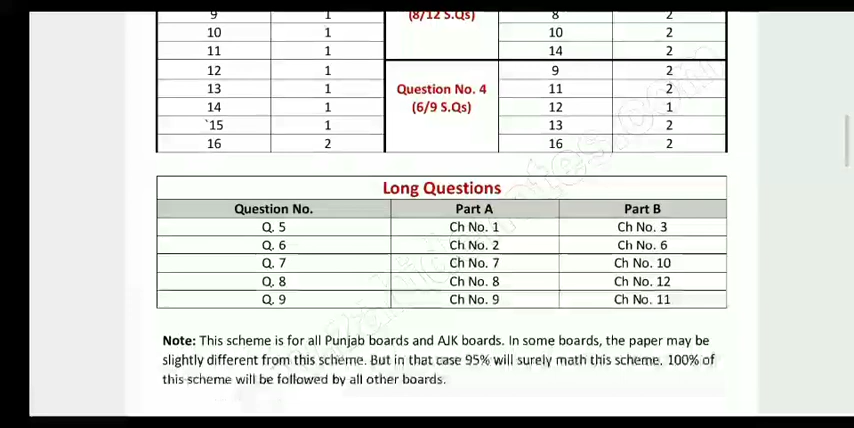 9 1 (8/12 S.Qs) 8 2
10 1 10 2
11 1 14 2
12 1 9 2
13 1 Question No. 4 11 2
14 1 (6/9 S.Qs) 12 1
`15 1 13 2
16 2 16 2
Long Questions
Question No. Part A Part B
Q. 5 Ch No. 1 Ch No. 3
Q. 6 Ch No. 2 Ch No. 6
Q. 7 Ch No. 7 Ch No. 10
Q. 8 Ch No. 8 Ch No. 12
Q. 9 Ch No. 9 Ch No. 11
Note: This scheme is for all Punjab boards and AJK boards. In some boards, the paper may be
slightly different from this scheme. But in that case 95% will surely math this scheme. 100% of
this scheme will be followed by all other boards.